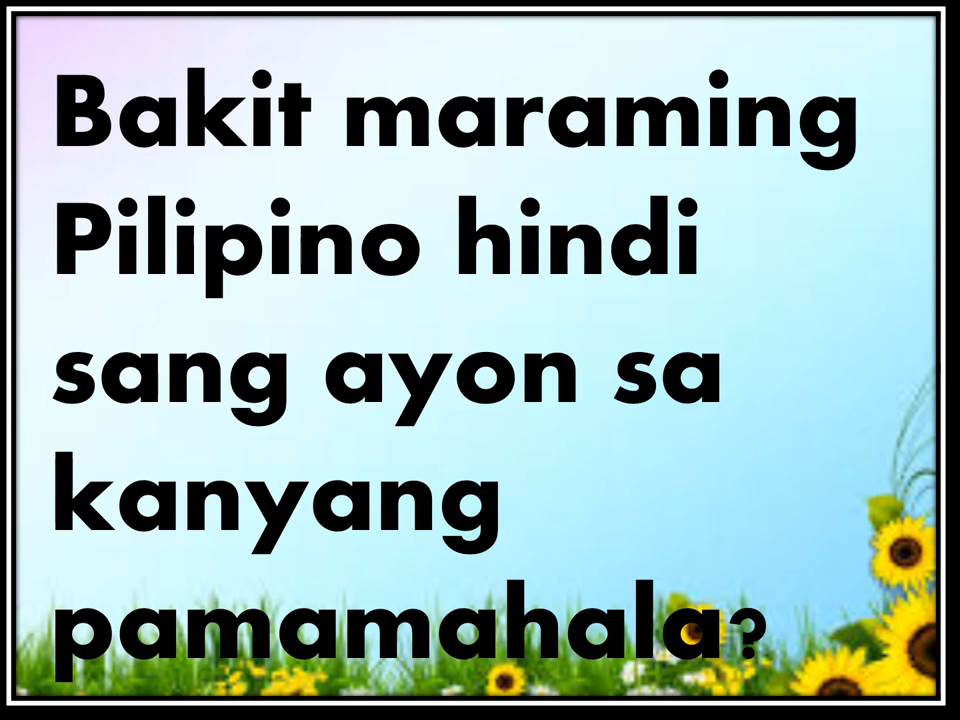 Bakit maraming
Pilipino hindi
sang ayon sa
kanyang
pamamahala?